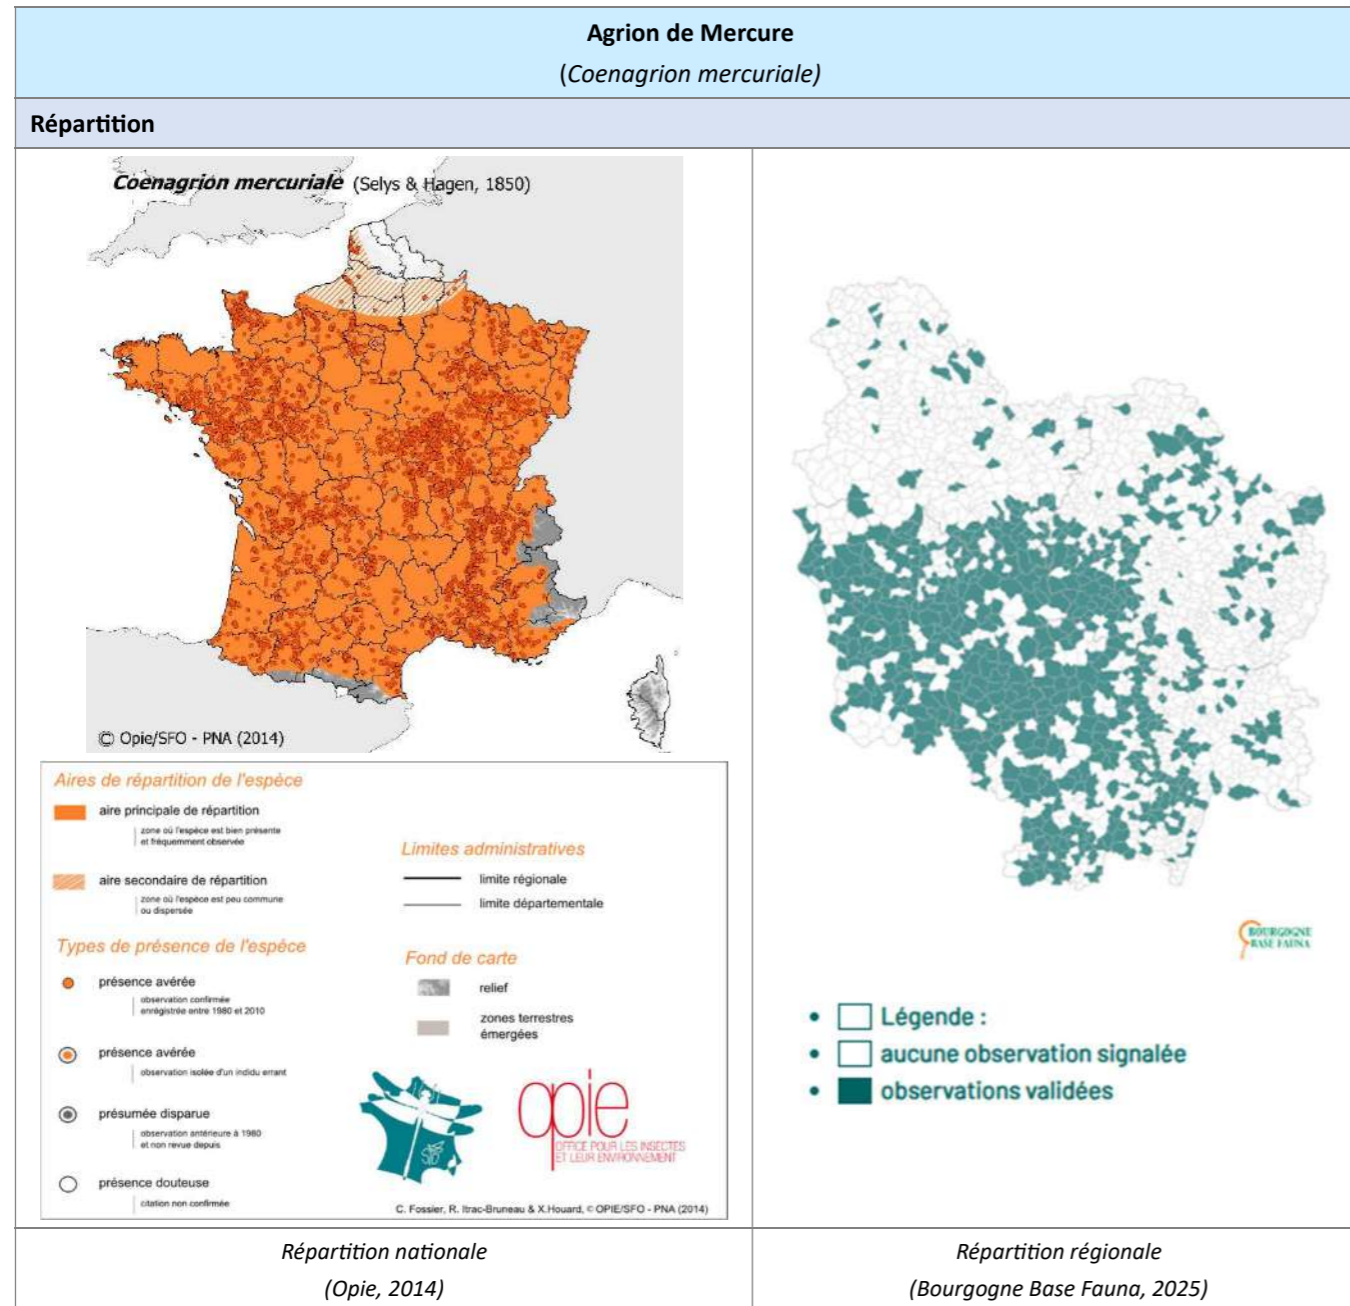 Agrion de Mercure
(Coenagrion mercuriale)
Répartition
Coenagrion mercuriale (Selys & Hagen, 1850)
© Opie/SFO - PNA (2014)
Aires de répartition de l'espèce
aire principale de répartition
zone où l'espèce est bien présente
et fréquemment observée
aire secondaire de répartition
zone où l'espèce est peu commune
ou dispersée
Types de présence de l'espèce
présence avérée
observation confirmée
enrégistrée entre 1980 et 2010
présence avérée
observation isolée d'un indidu errant
présumée disparue
observation antérieure à 1980
et non revue depuis
présence douteuse
citation non confirmée
Limites administratives
limite régionale
limite départementale
Fond de carte
relief
zones terrestres
émergées
opie
OFFICE POUR LES INSECTES
ET LEUR ENVIRONNEMENT
C. Fossier, R. Itrac-Bruneau & X.Houard, © OPIE/SFO - PNA (2014)
BOURGOGNE
BASE FAUNA
• Légende :
• aucune observation signalée
• observations validées
Répartition nationale
(Opie, 2014)
Répartition régionale
(Bourgogne Base Fauna, 2025)